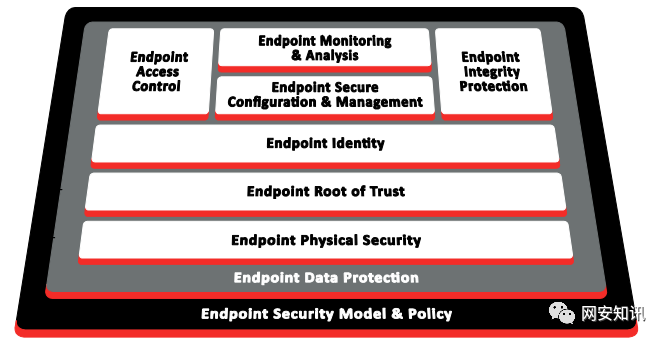 Endpoint
Access
Control
Endpoint Monitoring
& Analysis
Endpoint Secure
Configuration & Management
Endpoint
Integrity
Protection
Endpoint Identity
Endpoint Root of Trust
Endpoint Physical Security
Endpoint Data Protection
Endpoint Security Model & Policy
网安知讯